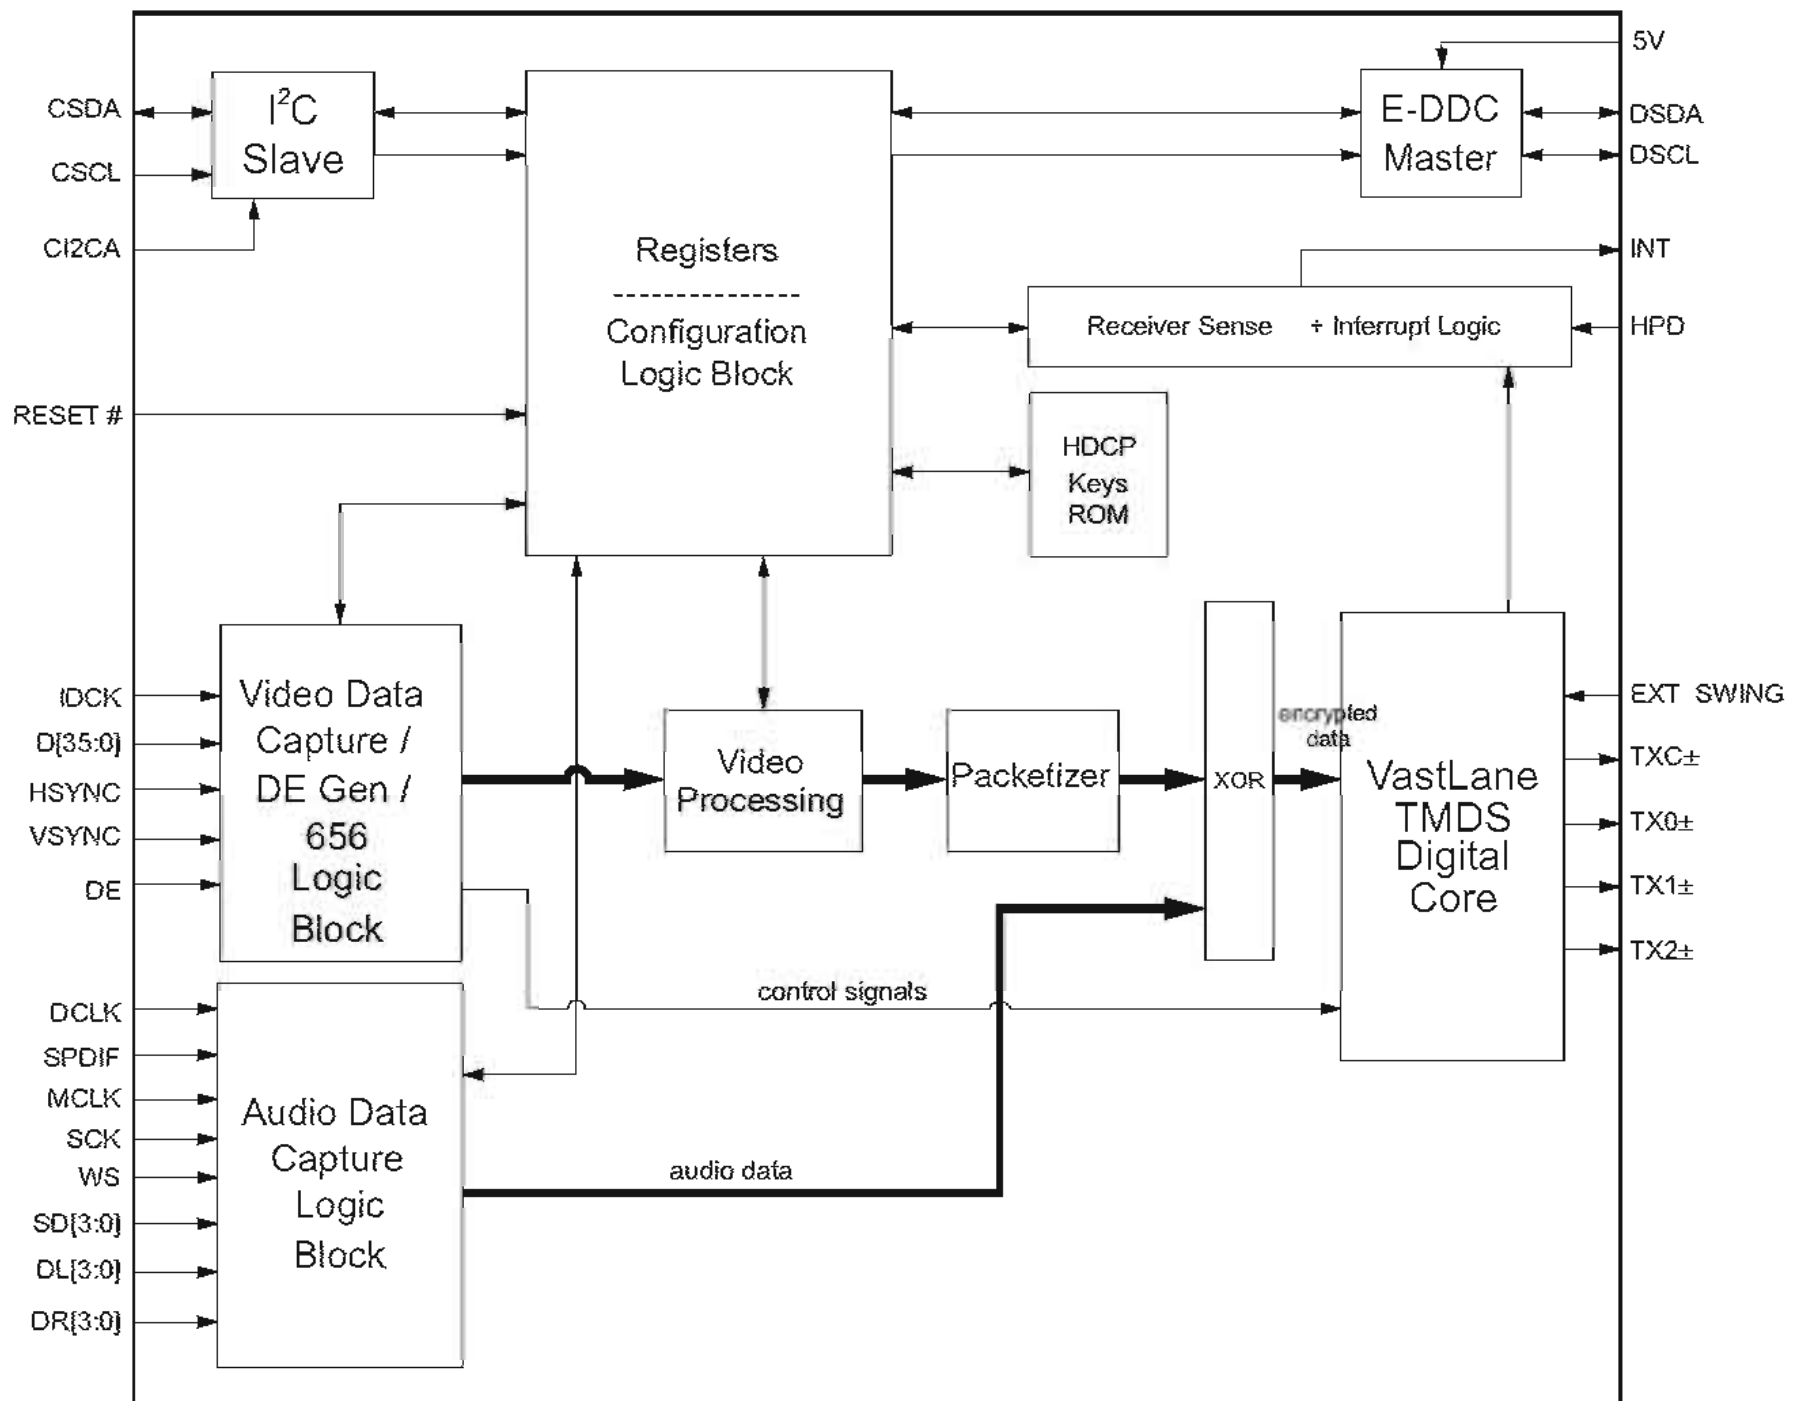 5V
CSDA
I²C
Slave
CSCL
CI2CA
E-DDC
Master
DSDA
DSCL
Registers
Configuration
Logic Block
INT
Receiver Sense + Interrupt Logic
HPD
RESET #
HDCP
Keys
ROM
IDCK
D[35:0]
HSYNC
VSYNC
DE
Video Data
Capture /
DE Gen /
656
Logic
Block
Video
Processing
Packetizer
XOR
encrypted
data
VastLane
TMDS
Digital
Core
EXT SWING
TXC±
TX0±
TX1±
TX2±
control signals
DCLK
SPDIF
MCLK
SCK
WS
SD[3:0]
DL[3:0]
DR[3:0]
Audio Data
Capture
Logic
Block
audio data